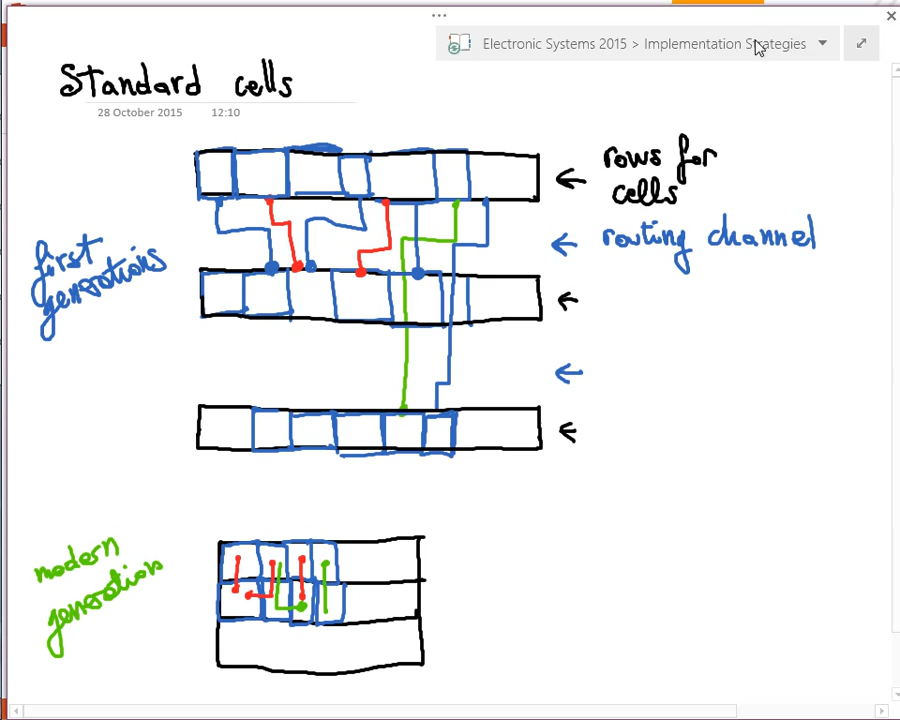 Electronic Systems 2015 > Implementation Strategies
Standard cells
28 October 2015 12:10
rows for
cells
routing channel
first
generations
modern
generation